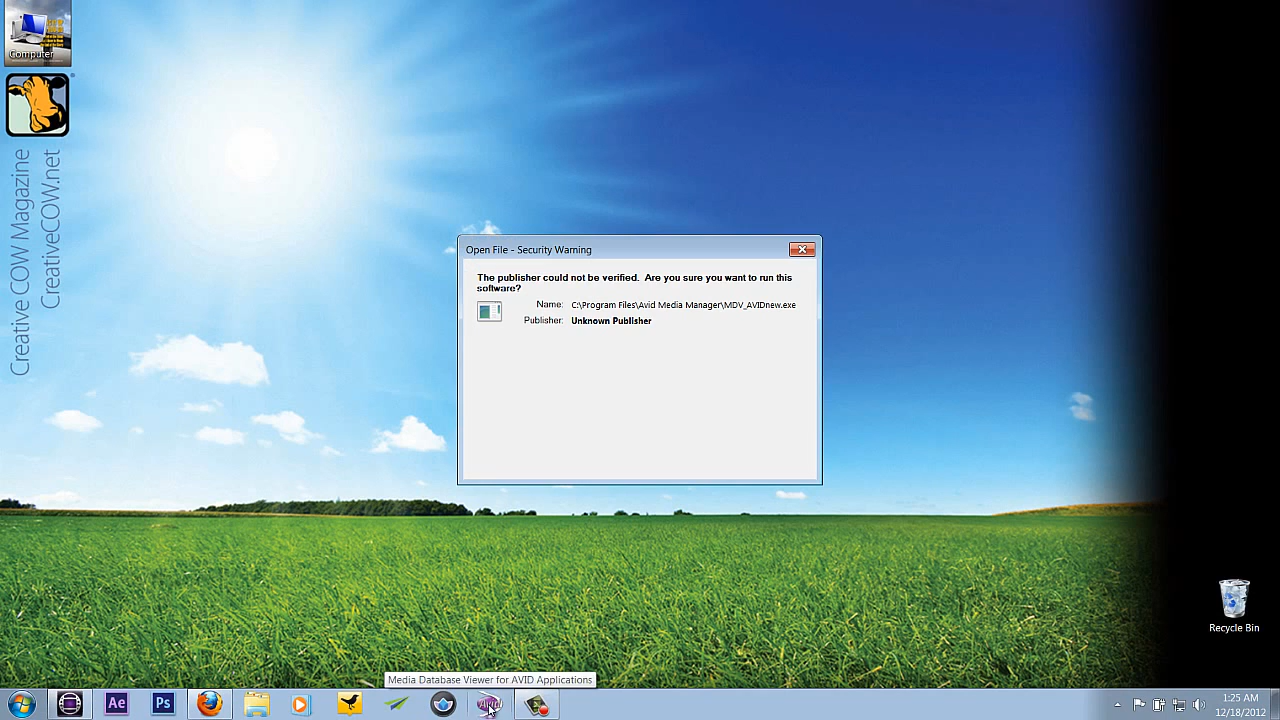 Computer
Creative COW Magazine
CreativeCOW.net
Open File - Security Warning
The publisher could not be verified. Are you sure you want to run this
software?
Name: C:\Program Files\Avid Media Manager\MDV_AVIDnew.exe
Publisher: Unknown Publisher
Recycle Bin
Media Database Viewer for AVID Applications
Ae
Ps
AVID
1:25 AM
12/18/2012